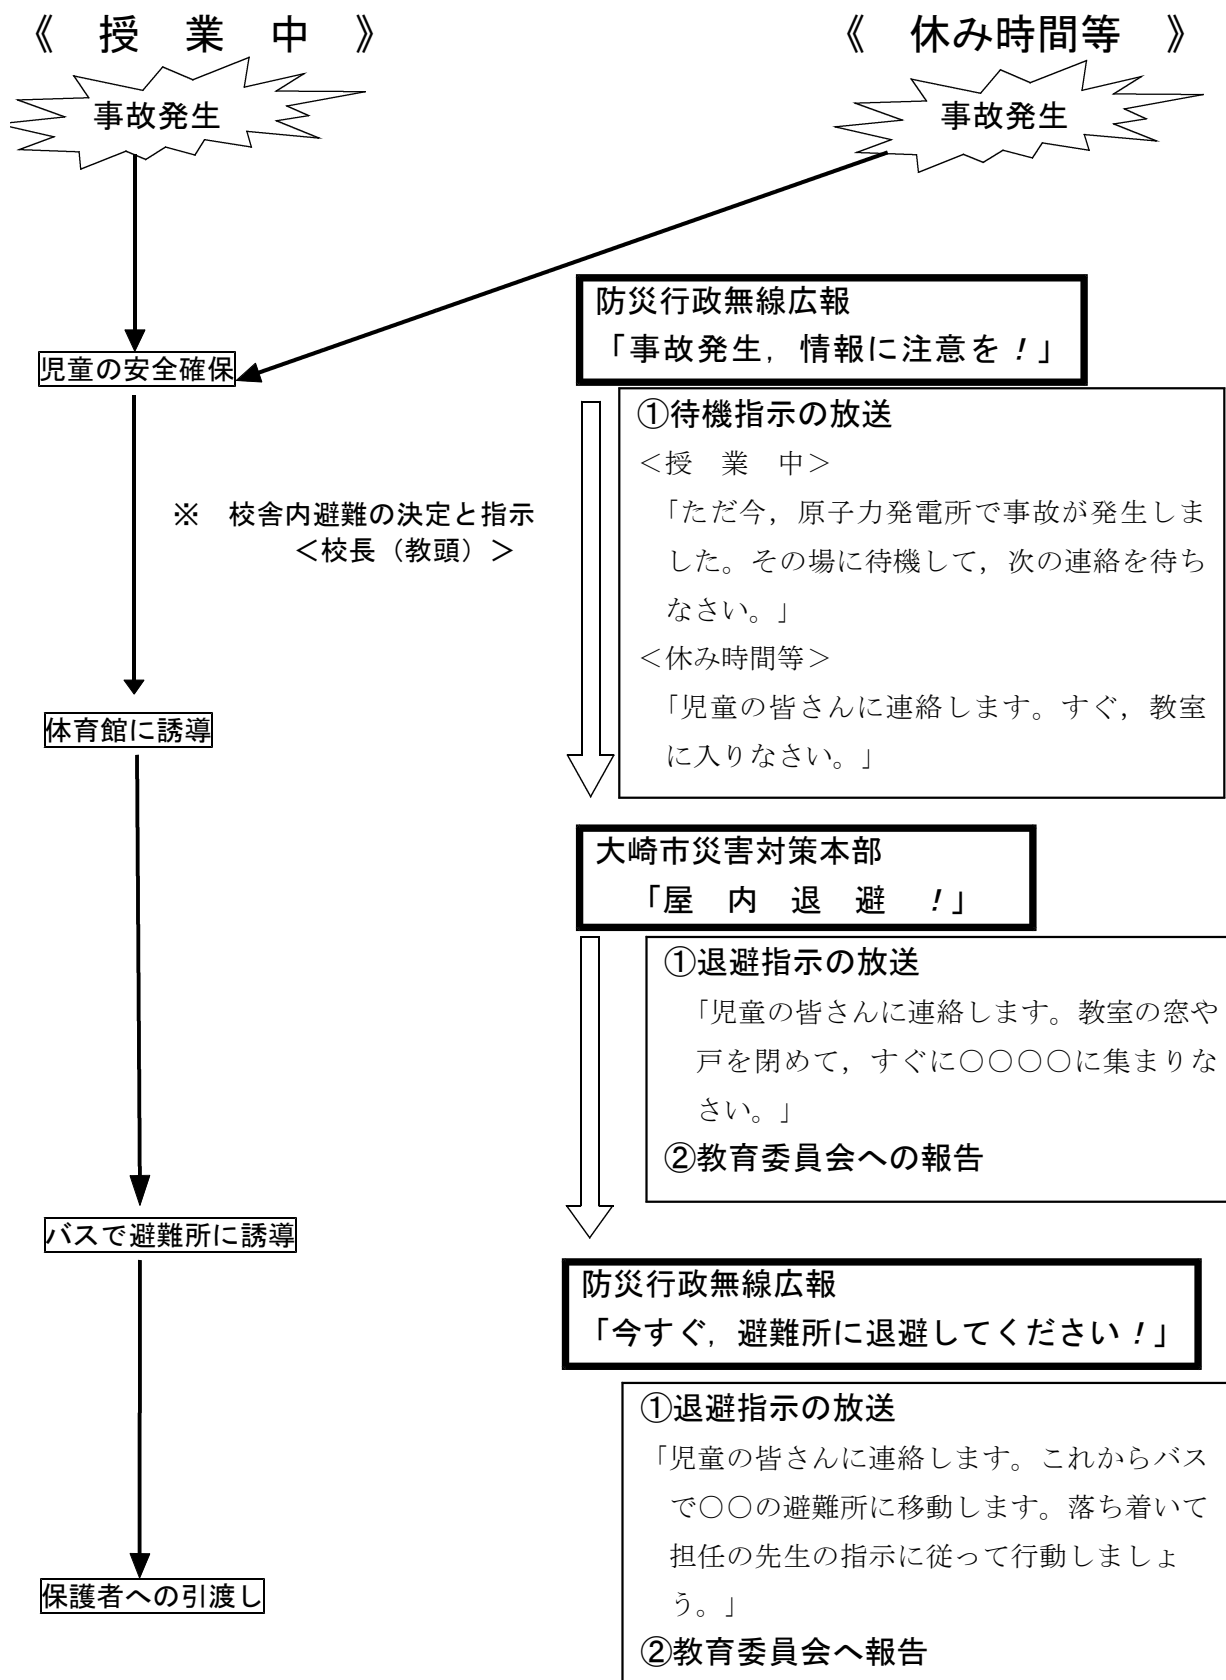 《　授　業　中　》
《　休み時間等　》
事故発生
事故発生
児童の安全確保
※　校舎内避難の決定と指示
＜校長（教頭）＞
体育館に誘導
バスで避難所に誘導
保護者への引渡し
防災行政無線広報
「事故発生，情報に注意を！」
①待機指示の放送
＜授　業　中＞
「ただ今，原子力発電所で事故が発生しま
した。その場に待機して，次の連絡を待ち
なさい。」
＜休み時間等＞
「児童の皆さんに連絡します。すぐ，教室
に入りなさい。」
大崎市災害対策本部
「屋　内　退　避　！」
①退避指示の放送
「児童の皆さんに連絡します。教室の窓や
戸を閉めて，すぐに○○○○に集まりな
さい。」
②教育委員会への報告
防災行政無線広報
「今すぐ，避難所に退避してください！」
①退避指示の放送
「児童の皆さんに連絡します。これからバス
で○○の避難所に移動します。落ち着いて
担任の先生の指示に従って行動しましょ
う。」
②教育委員会へ報告